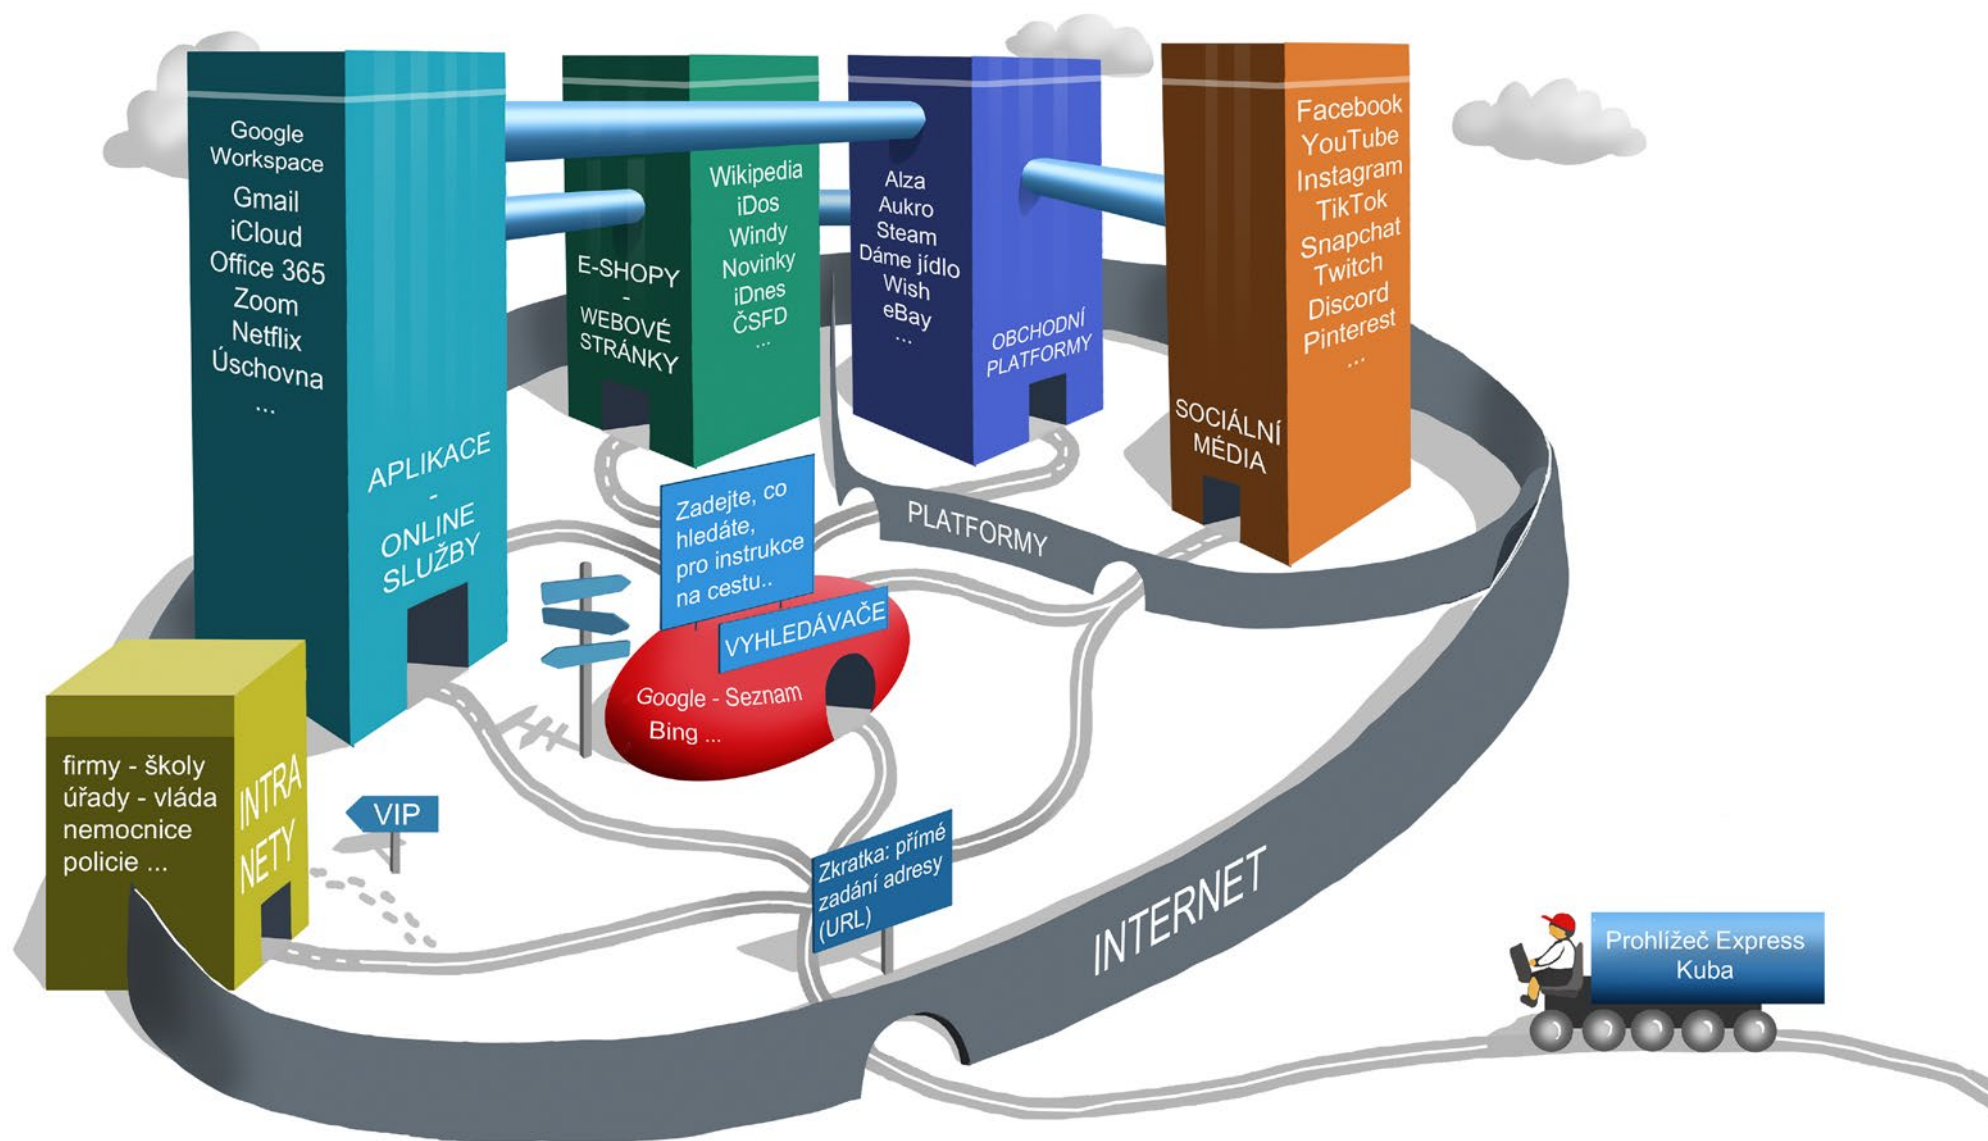 Google
Workspace
Gmail
iCloud
Office 365
Zoom
Netflix
Úschovna
...
APLIKACE
-
ONLINE
SLUŽBY
E-SHOPY
-
WEBOVÉ
STRÁNKY
Wikipedia
iDos
Windy
Novinky
iDnes
ČSFD
...
Alza
Aukro
Steam
Dáme jídlo
Wish
eBay
...
OBCHODNÍ
PLATFORMY
SOCIÁLNÍ
MÉDIA
Facebook
YouTube
Instagram
TikTok
Snapchat
Twitch
Discord
Pinterest
...
Zadejte, co
hledáte,
pro instrukce
na cestu..
PLATFORMY
VYHLEDÁVAČE
Google - Seznam
Bing ...
firmy - školy
úřady - vláda
nemocnice
policie ...
INTRA
NETY
VIP
Zkratka: přímé
zadání adresy
(URL)
INTERNET
Prohlížeč Express
Kuba